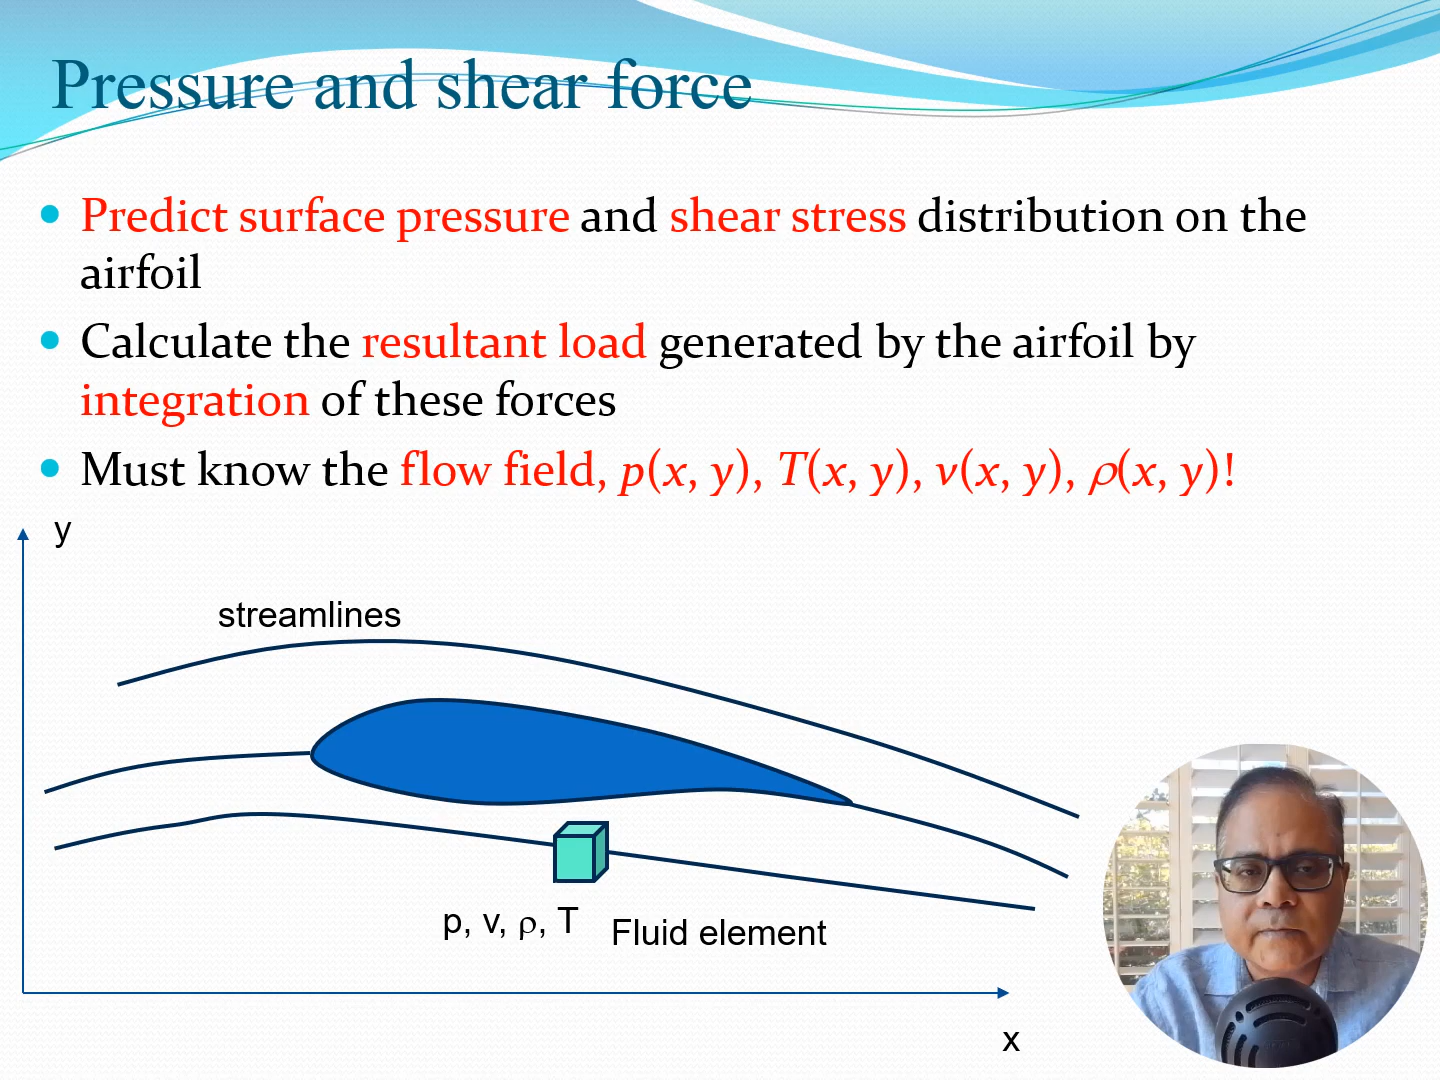 Pressure and shear force
Predict surface pressure and shear stress distribution on the
airfoil
Calculate the resultant load generated by the airfoil by
integration of these forces
Must know the flow field, p(x, y), T(x, y), v(x, y), ρ(x, y)!
y
streamlines
p, v, ρ, T
Fluid element
x